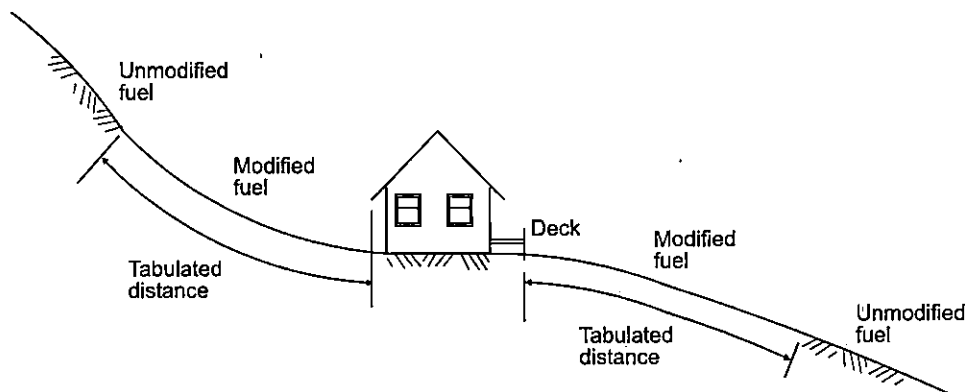 Unmodified
fuel
Modified
fuel
Tabulated
distance
Deck
Modified
fuel
Tabulated
distance
Unmodified
fuel